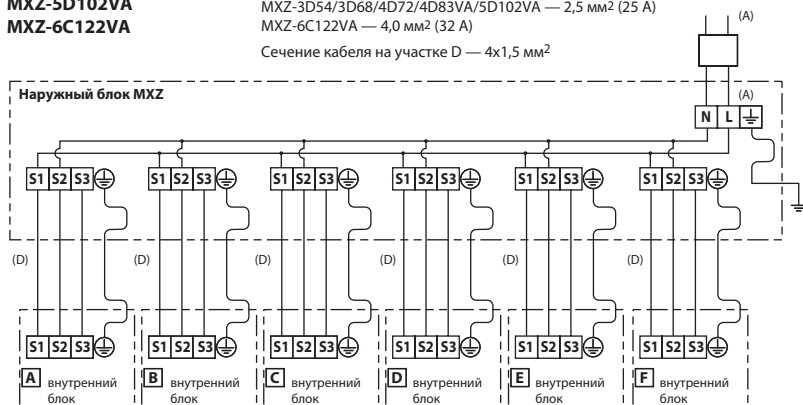 MXZ-5D102VA
MXZ-3D54/3D68/4D72/4D83VA/5D102VA — 2,5 мм² (25 А)
MXZ-6C122VA
MXZ-6C122VA — 4,0 мм² (32 А)
Сечение кабеля на участке D — 4x1,5 мм²
(A)
Наружный блок MXZ
(A)
N L
S1 S2 S3 S1 S2 S3 S1 S2 S3 S1 S2 S3 S1 S2 S3 S1 S2 S3
(D) (D) (D) (D) (D) (D)
S1 S2 S3 S1 S2 S3 S1 S2 S3 S1 S2 S3 S1 S2 S3 S1 S2 S3
A внутренний B внутренний C внутренний D внутренний E внутренний F внутренний
блок блок блок блок блок блок